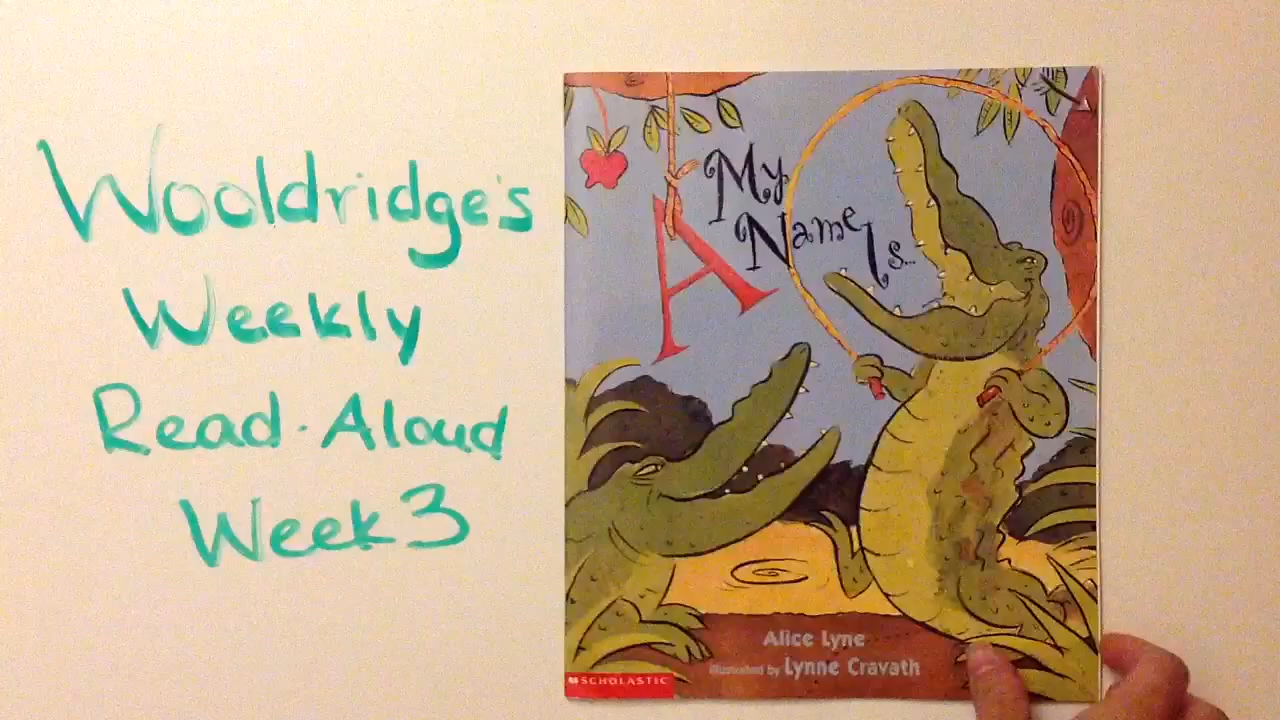 Wooldridge's
Weekly
Read-Aloud
Week 3
A My
Name
Is...
Alice Lyne
illustrated by Lynne Cravath
SCHOLASTIC